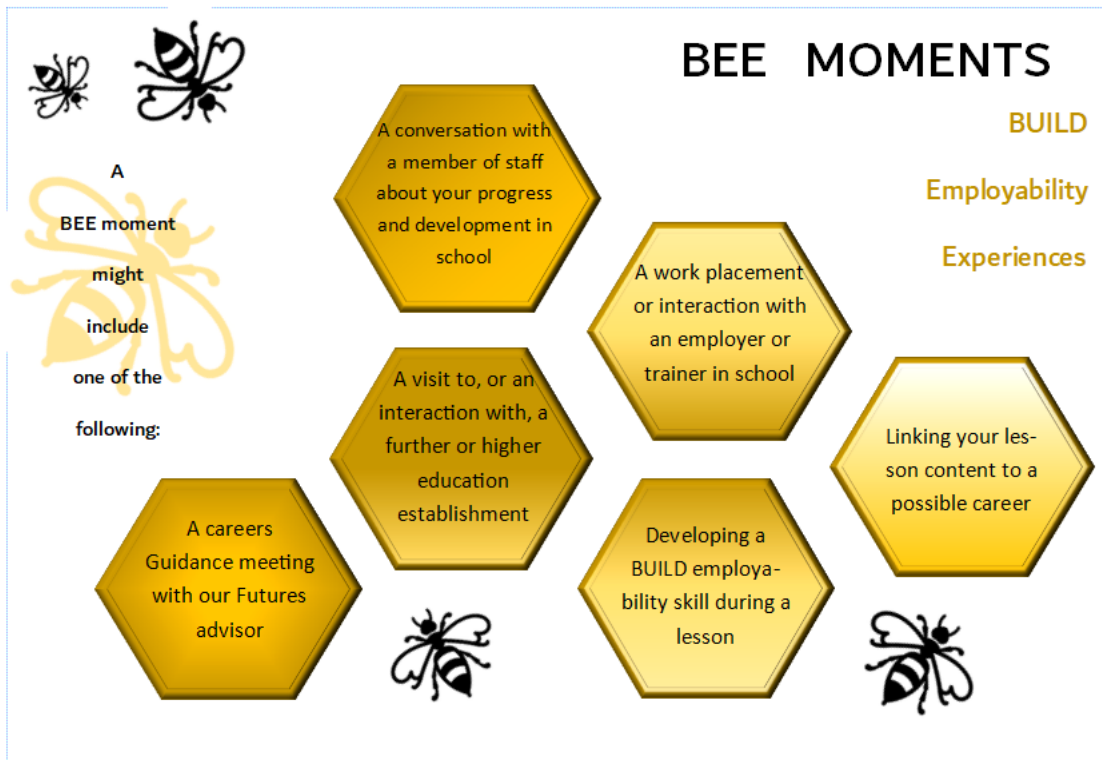 BEE MOMENTS
BUILD
Employability
Experiences
A
BEE moment
might
include
one of the
following:
A conversation with
a member of staff
about your progress
and development in
school
A work placement
or interaction with
an employer or
trainer in school
A visit to, or an
interaction with, a
further or higher
education
establishment
Linking your les-
son content to a
possible career
A careers
Guidance meeting
with our Futures
advisor
Developing a
BUILD employa-
bility skill during a
lesson